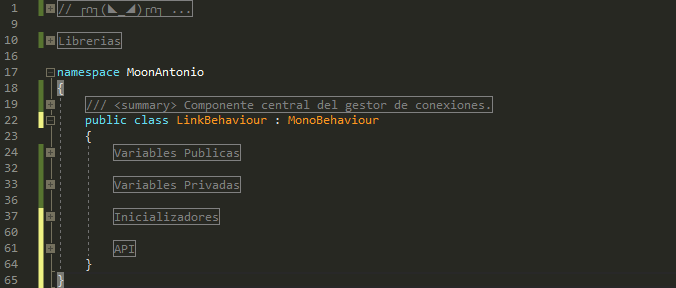 1 // ┌∩┐(◣_◢)┌∩┐ ...
9
10 Librerias
16
17 namespace MoonAntonio
18 {
19 /// <summary> Componente central del gestor de conexiones.
22 public class LinkBehaviour : MonoBehaviour
23 {
24 Variables Publicas
32
33 Variables Privadas
36
37 Inicializadores
60
61 API
64 }
65 }